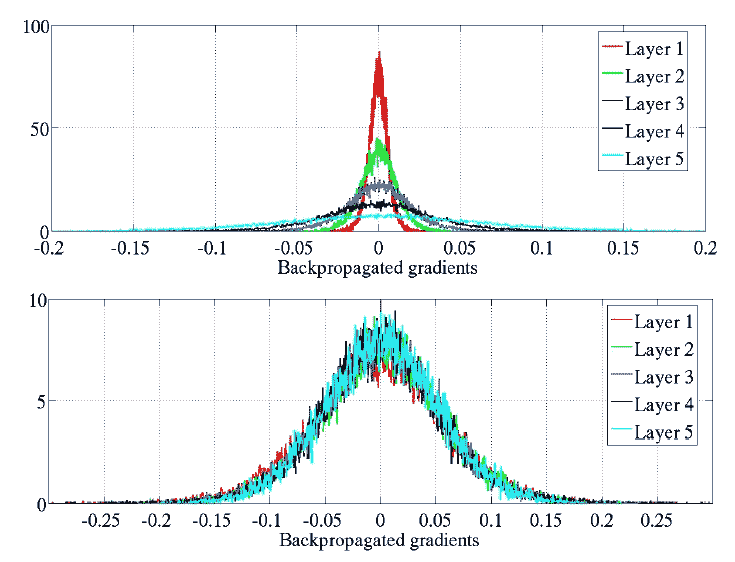 100
50
0
-0.2 -0.15 -0.1 -0.05 0 0.05 0.1 0.15 0.2
Backpropagated gradients
Layer 1
Layer 2
Layer 3
Layer 4
Layer 5
10
5
0
-0.25 -0.2 -0.15 -0.1 -0.05 0 0.05 0.1 0.15 0.2 0.25
Backpropagated gradients
Layer 1
Layer 2
Layer 3
Layer 4
Layer 5